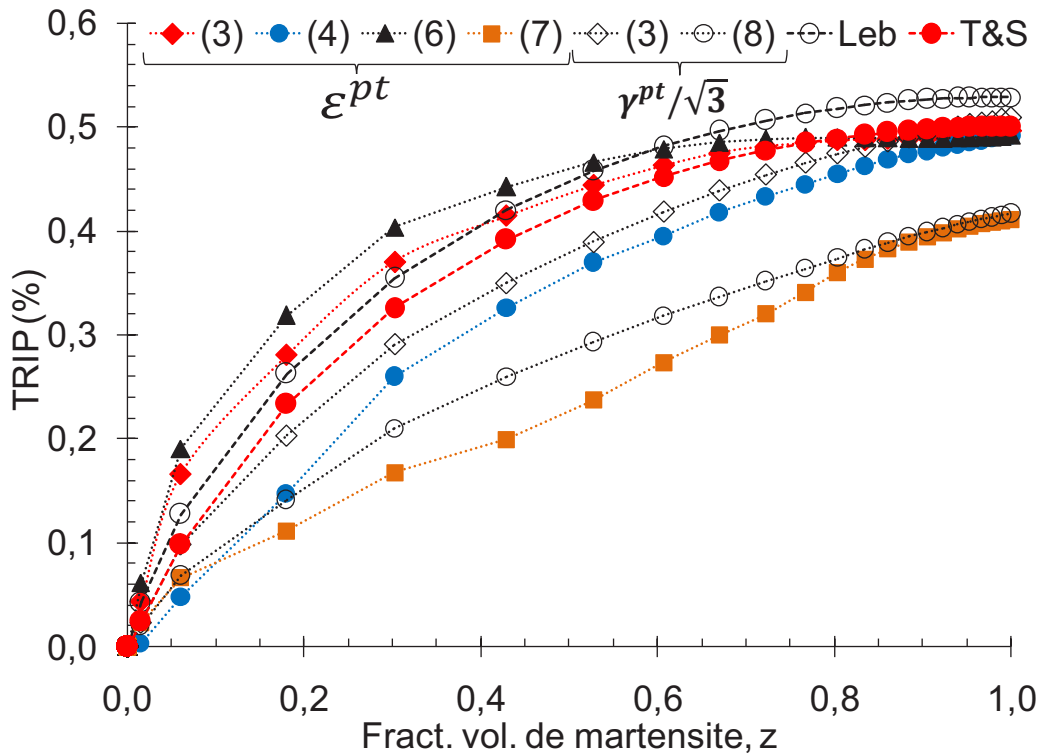 0,6
(3) (4) (6) (7) (3) (8) Leb T&S
ε^{pt} γ^{pt}/√3
0,5
0,4
0,3
0,2
0,1
0,0
TRIP (%)
0,0 0,2 0,4 0,6 0,8 1,0
Fract. vol. de martensite, z